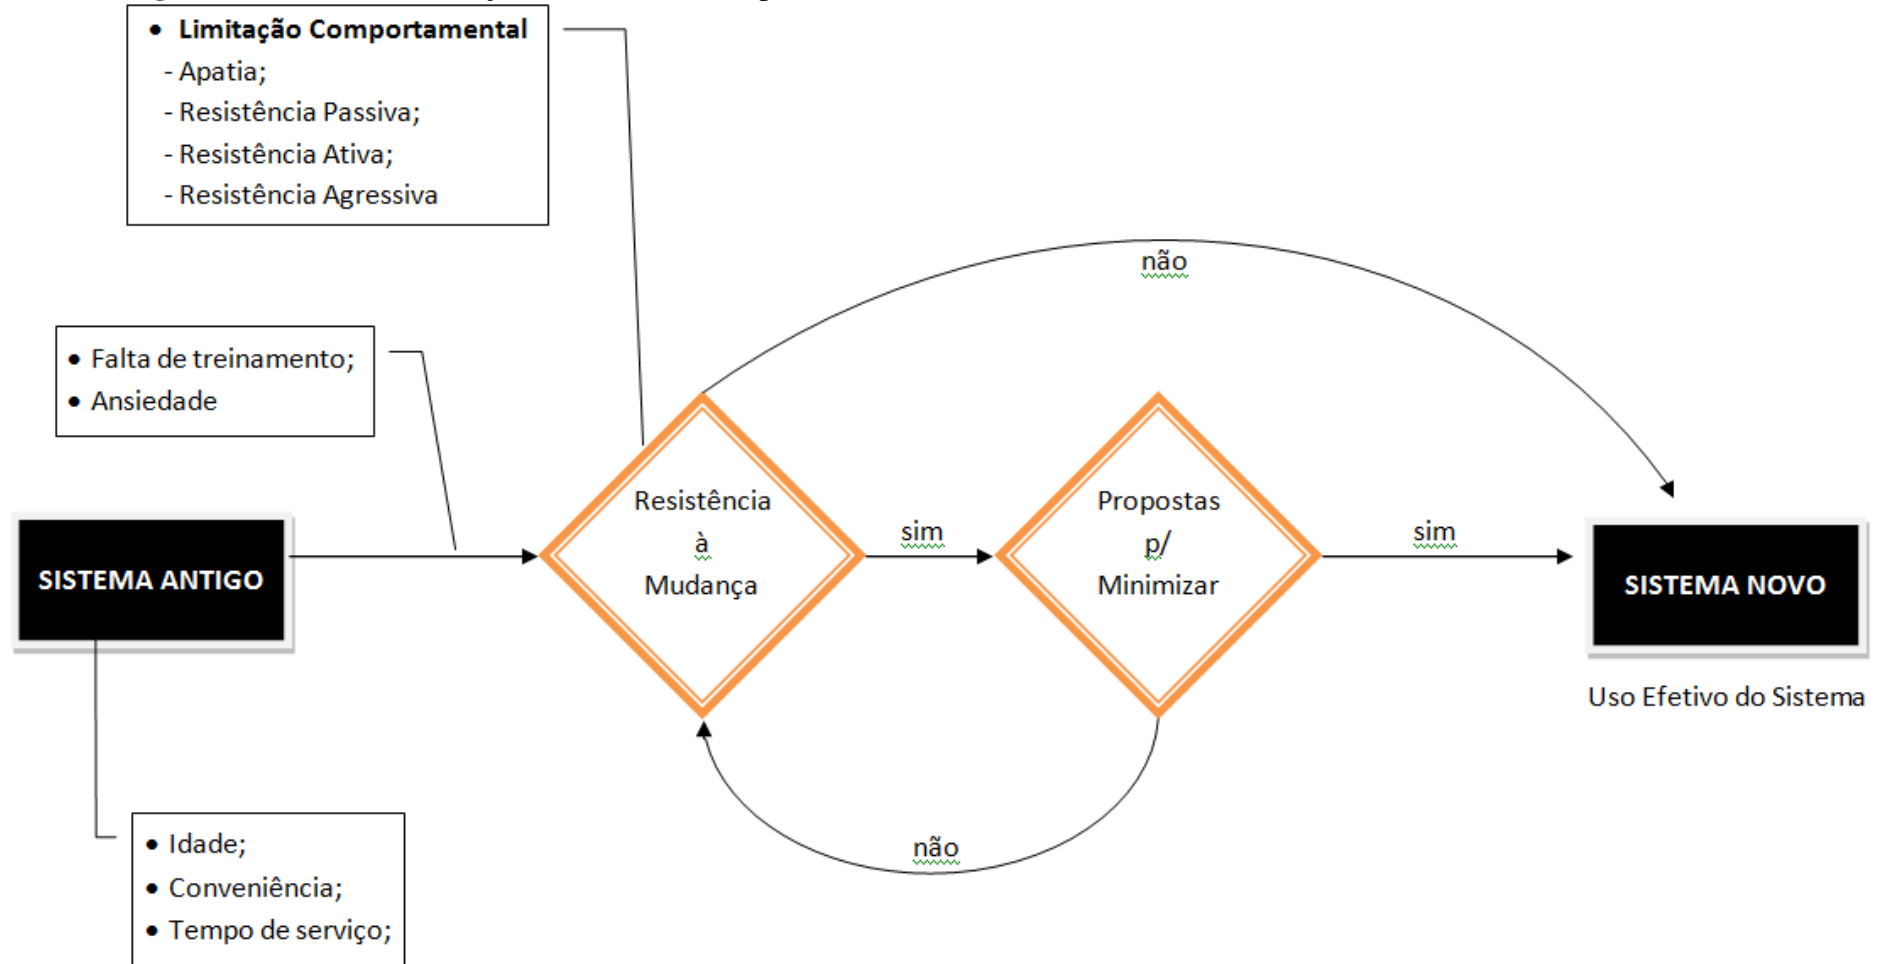 • Limitação Comportamental
- Apatia;
- Resistência Passiva;
- Resistência Ativa;
- Resistência Agressiva
não
• Falta de treinamento;
• Ansiedade
Resistência
à
Mudança
sim
Propostas
p/
Minimizar
sim
SISTEMA ANTIGO
SISTEMA NOVO
Uso Efetivo do Sistema
não
• Idade;
• Conveniência;
• Tempo de serviço;